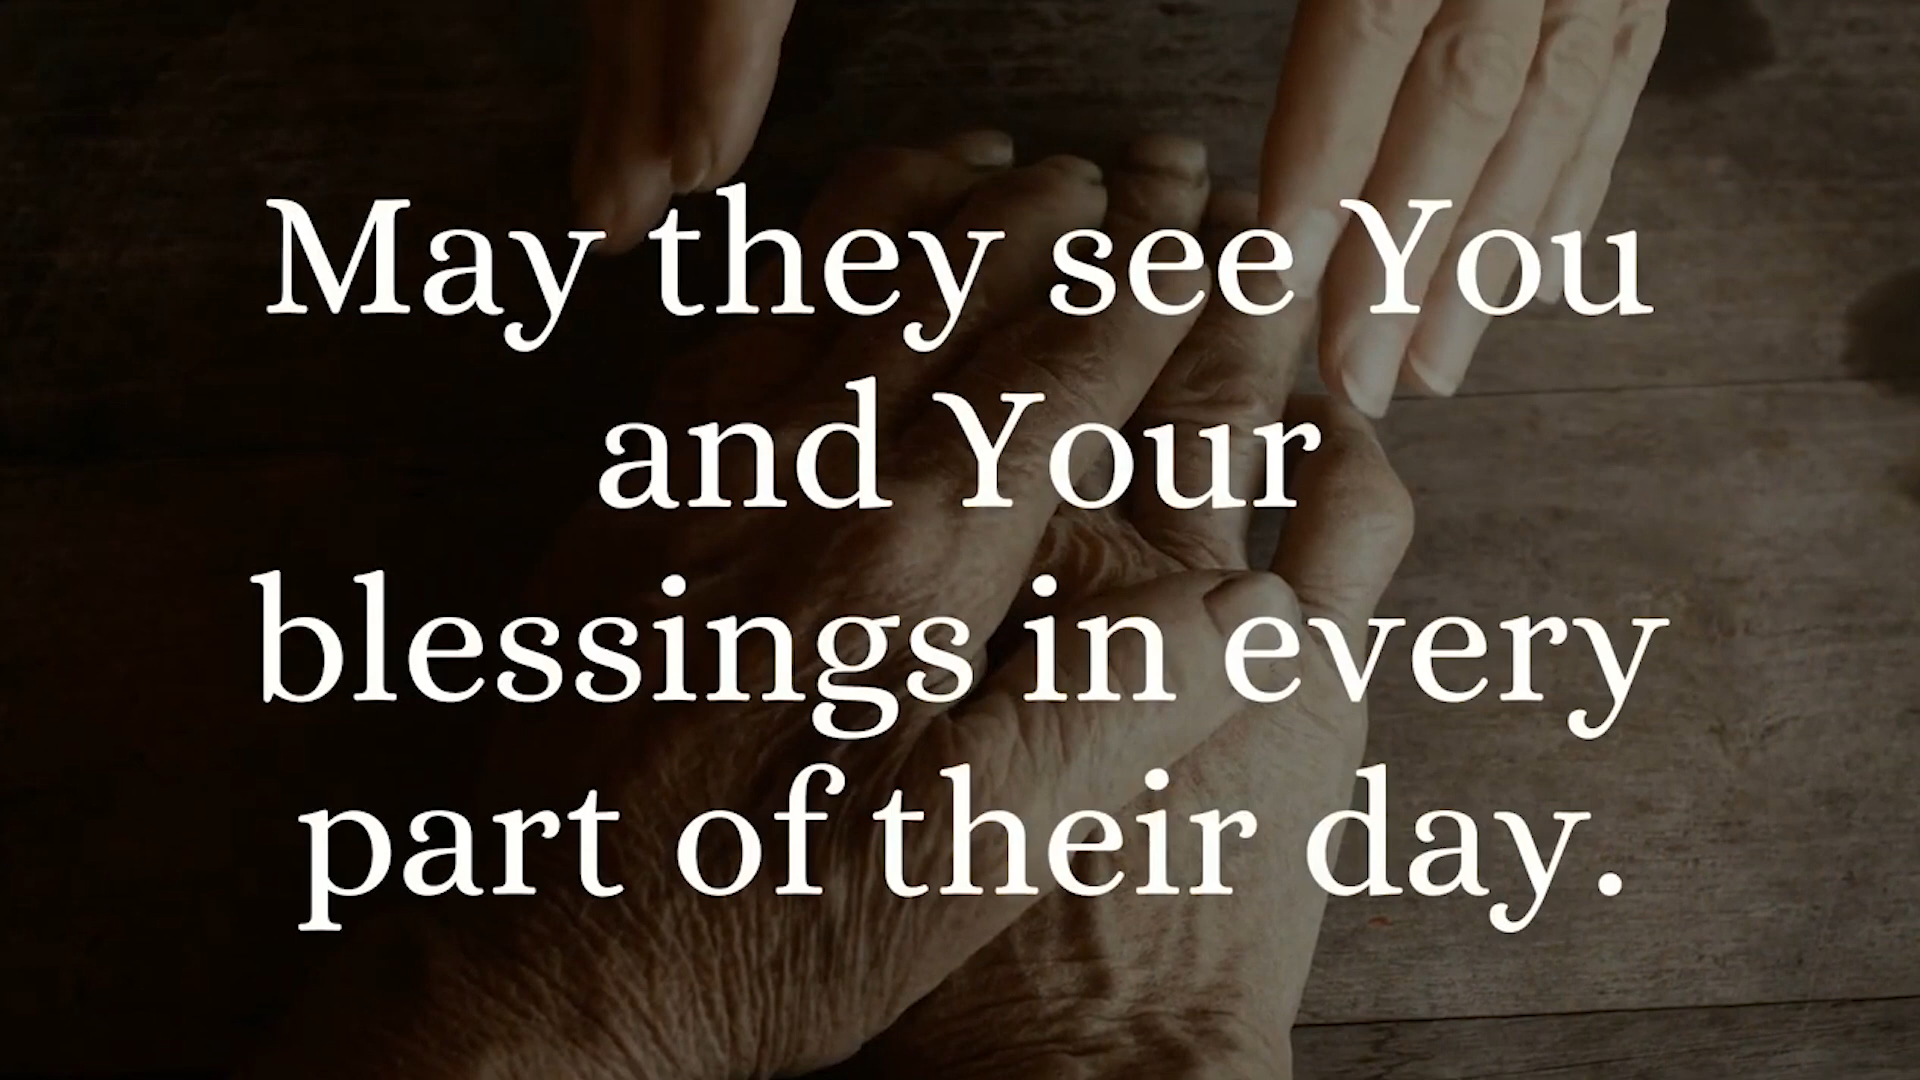 May they see You
and Your
blessings in every
part of their day.